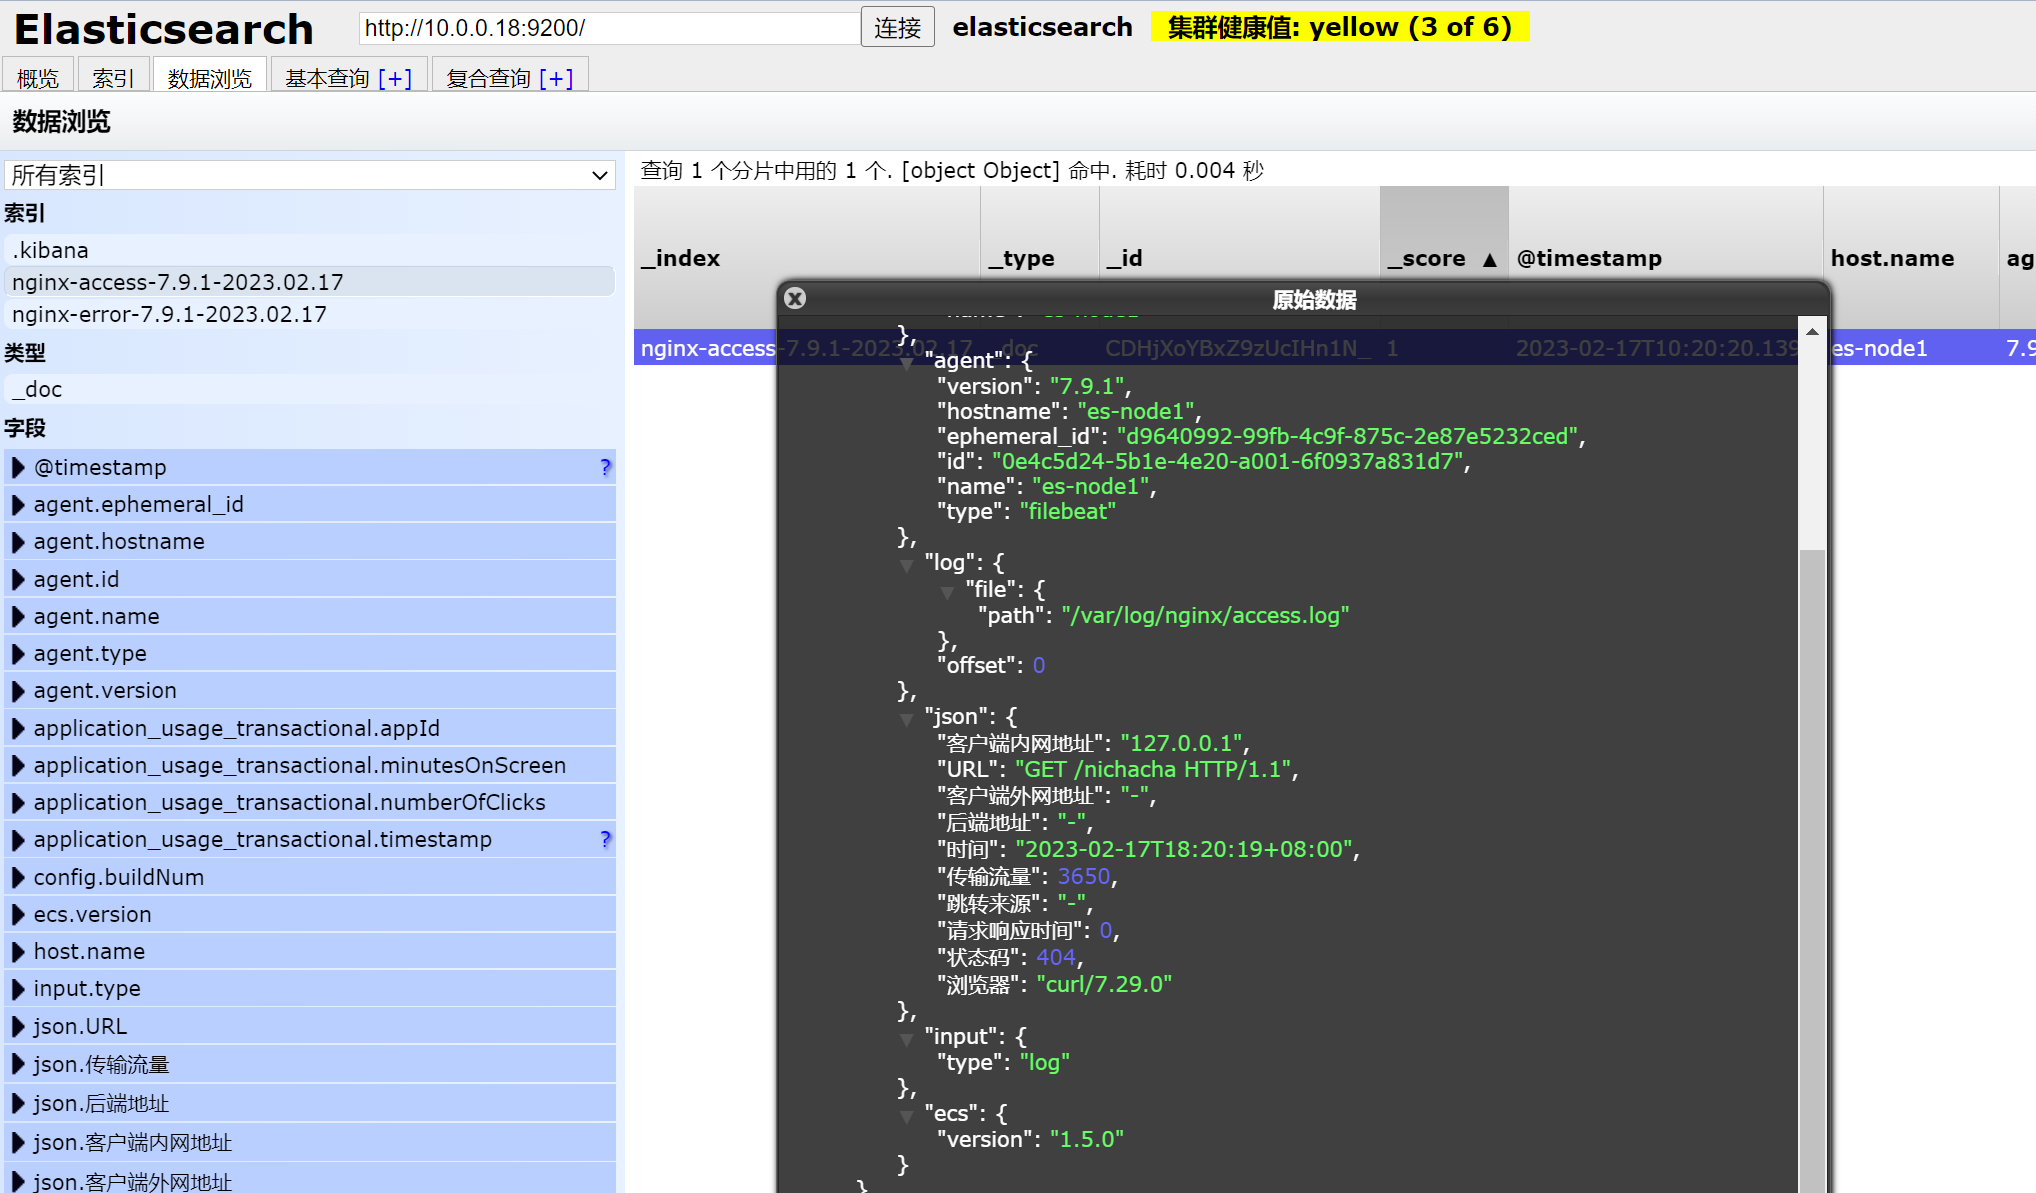 Elasticsearch
http://10.0.0.18:9200/
连接
elasticsearch
集群健康值: yellow (3 of 6)
概览
索引
数据浏览
基本查询 [+]
复合查询 [+]
数据浏览
所有索引
索引
.kibana
nginx-access-7.9.1-2023.02.17
nginx-error-7.9.1-2023.02.17
类型
_doc
字段
@timestamp ?
agent.ephemeral_id
agent.hostname
agent.id
agent.name
agent.type
agent.version
application_usage_transactional.appId
application_usage_transactional.minutesOnScreen
application_usage_transactional.numberOfClicks
application_usage_transactional.timestamp ?
config.buildNum
ecs.version
host.name
input.type
json.URL
json.传输流量
json.后端地址
json.客户端内网地址
json.客户端外网地址
查询 1 个分片中用的 1 个. [object Object] 命中. 耗时 0.004 秒
_index _type _id _score ▲ @timestamp host.name ag
nginx-access-7.9.1-2023.02.17 _doc CDHjXoYBxZ9zUcIHn1N_ 1 2023-02-17T10:20:20.139 es-node1 7.9
原始数据
},
"agent": {
"version": "7.9.1",
"hostname": "es-node1",
"ephemeral_id": "d9640992-99fb-4c9f-875c-2e87e5232ced",
"id": "0e4c5d24-5b1e-4e20-a001-6f0937a831d7",
"name": "es-node1",
"type": "filebeat"
},
"log": {
"file": {
"path": "/var/log/nginx/access.log"
},
"offset": 0
},
"json": {
"客户端内网地址": "127.0.0.1",
"URL": "GET /nichacha HTTP/1.1",
"客户端外网地址": "-",
"后端地址": "-",
"时间": "2023-02-17T18:20:19+08:00",
"传输流量": 3650,
"跳转来源": "-",
"请求响应时间": 0,
"状态码": 404,
"浏览器": "curl/7.29.0"
},
"input": {
"type": "log"
},
"ecs": {
"version": "1.5.0"
}
}